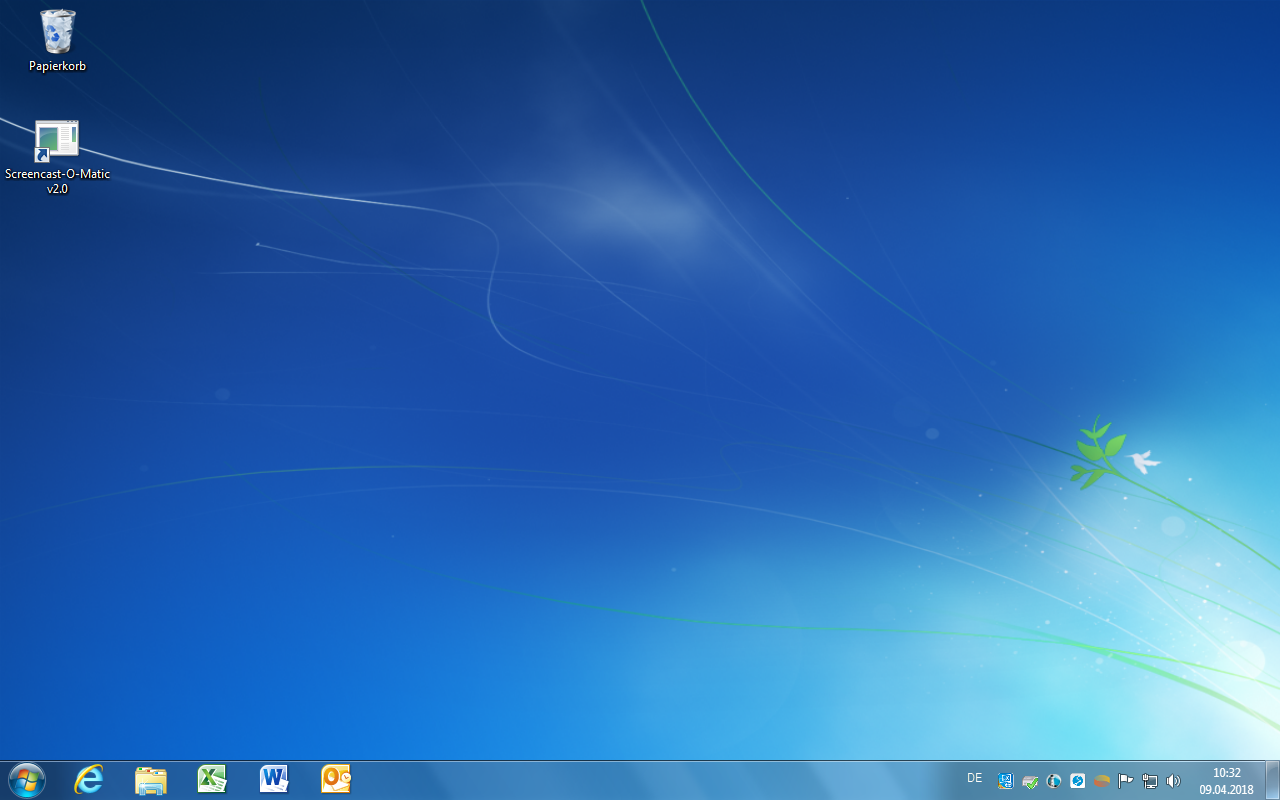 Papierkorb
Screencast-O-Matic
v2.0
DE
10:32
09.04.2018